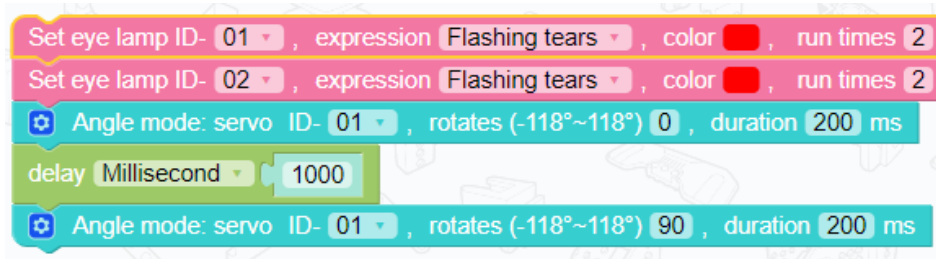 Set eye lamp ID- 01 , expression Flashing tears , color , run times 2
Set eye lamp ID- 02 , expression Flashing tears , color , run times 2
Angle mode: servo ID- 01 , rotates (-118°~118°) 0 , duration 200 ms
delay Millisecond 1000
Angle mode: servo ID- 01 , rotates (-118°~118°) 90 , duration 200 ms